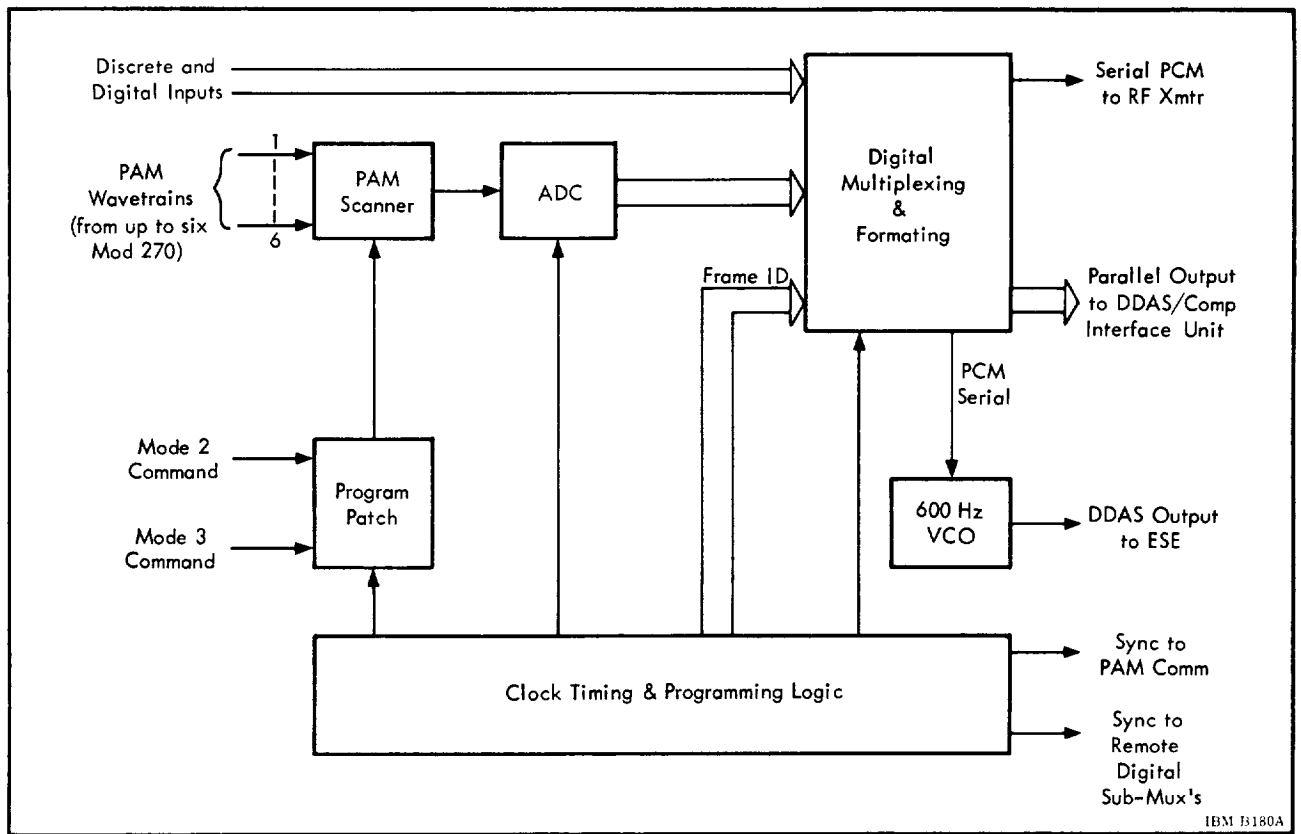 Discrete and
Digital Inputs
Serial PCM
to RF Xmtr
1
PAM
Wavetrains
(from up to six
Mod 270)
6
PAM
Scanner
ADC
Digital
Multiplexing
&
Formating
Frame ID
Parallel Output
to DDAS/Comp
Interface Unit
PCM
Serial
Mode 2
Command
Mode 3
Command
Program
Patch
600 Hz
VCO
DDAS Output
to ESE
Clock Timing & Programming Logic
Sync to
PAM Comm
Sync to
Remote
Digital
Sub-Mux's
IBM B180A